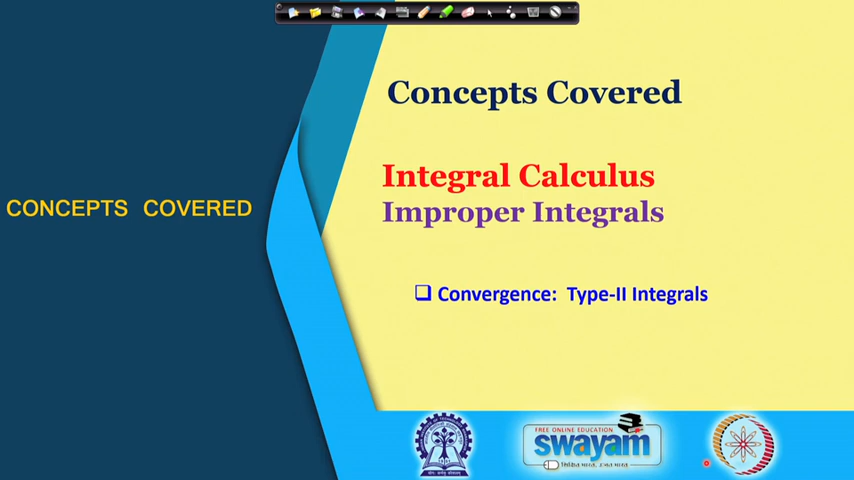 Concepts Covered
Integral Calculus
Improper Integrals
CONCEPTS COVERED
Convergence: Type-II Integrals
FREE ONLINE EDUCATION
swayam